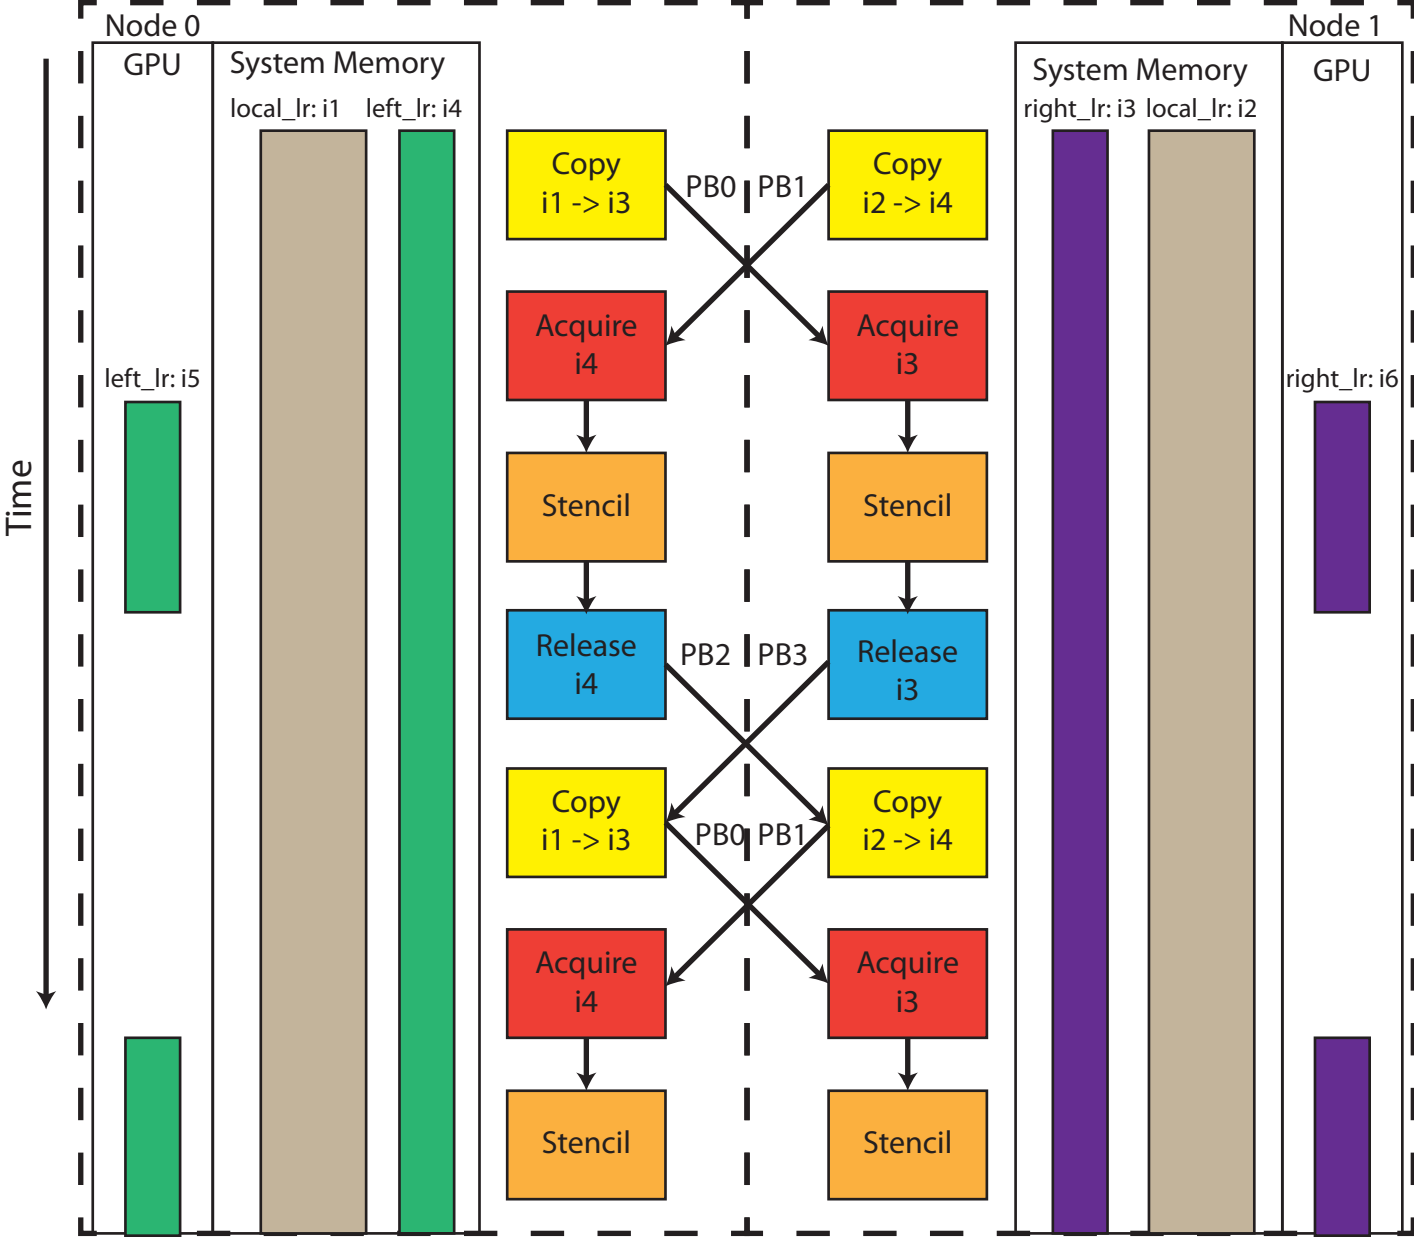 Node 0
Node 1
GPU
System Memory
System Memory
GPU
local_lr: i1
left_lr: i4
right_lr: i3
local_lr: i2
Copy
i1 -> i3
PB0
PB1
Copy
i2 -> i4
Acquire
i4
Acquire
i3
left_lr: i5
right_lr: i6
Time
Stencil
Stencil
Release
i4
PB2
PB3
Release
i3
Copy
i1 -> i3
PB0
PB1
Copy
i2 -> i4
Acquire
i4
Acquire
i3
Stencil
Stencil